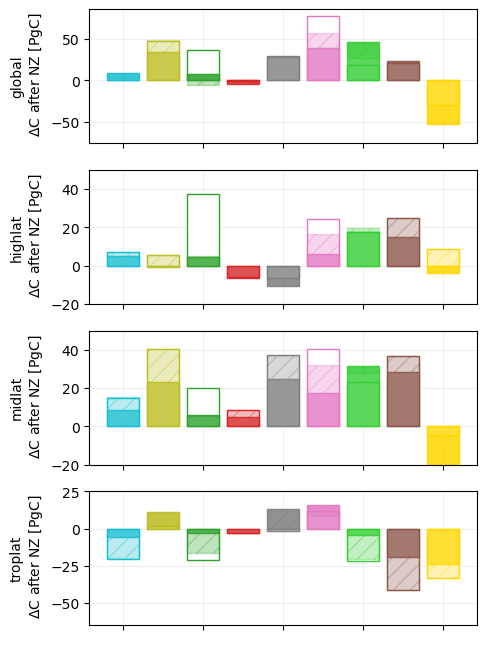 global
ΔC after NZ [PgC]
50
0
−50
highlat
ΔC after NZ [PgC]
40
20
0
−20
midlat
ΔC after NZ [PgC]
40
20
0
−20
troplat
ΔC after NZ [PgC]
25
0
−25
−50